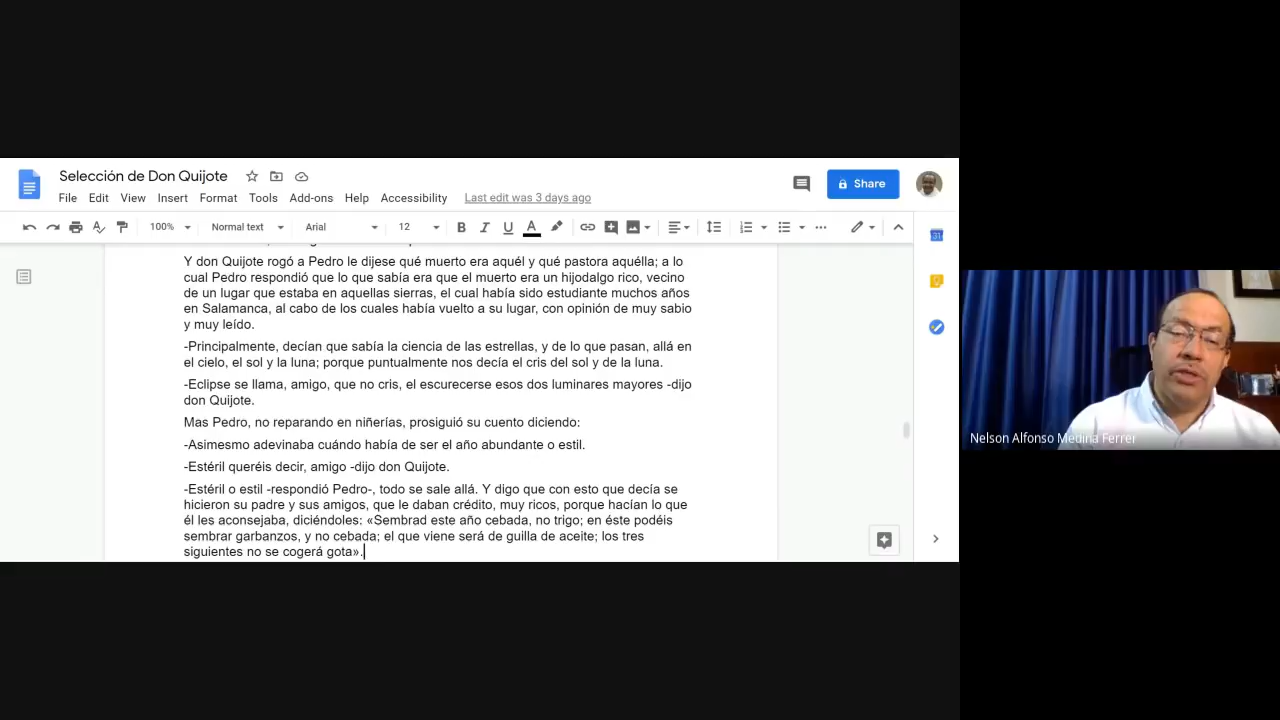 Selección de Don Quijote
File Edit View Insert Format Tools Add-ons Help Accessibility Last edit was 3 days ago
Share
100% Normal text Arial 12
Y don Quijote rogó a Pedro le dijese qué muerto era aquél y qué pastora aquélla; a lo
cual Pedro respondió que lo que sabía era que el muerto era un hijodalgo rico, vecino
de un lugar que estaba en aquellas sierras, el cual había sido estudiante muchos años
en Salamanca, al cabo de los cuales había vuelto a su lugar, con opinión de muy sabio
y muy leído.
-Principalmente, decían que sabía la ciencia de las estrellas, y de lo que pasan, allá en
el cielo, el sol y la luna; porque puntualmente nos decía el cris del sol y de la luna.
-Eclipse se llama, amigo, que no cris, el escurecerse esos dos luminares mayores -dijo
don Quijote.
Mas Pedro, no reparando en niñerías, prosiguió su cuento diciendo:
-Asimesmo adevinaba cuándo había de ser el año abundante o estil.
-Estéril queréis decir, amigo -dijo don Quijote.
-Estéril o estil -respondió Pedro-, todo se sale allá. Y digo que con esto que decía se
hicieron su padre y sus amigos, que le daban crédito, muy ricos, porque hacían lo que
él les aconsejaba, diciéndoles: «Sembrad este año cebada, no trigo; en éste podéis
sembrar garbanzos, y no cebada; el que viene será de guilla de aceite; los tres
siguientes no se cogerá gota».
Nelson Alfonso Medina Ferrer